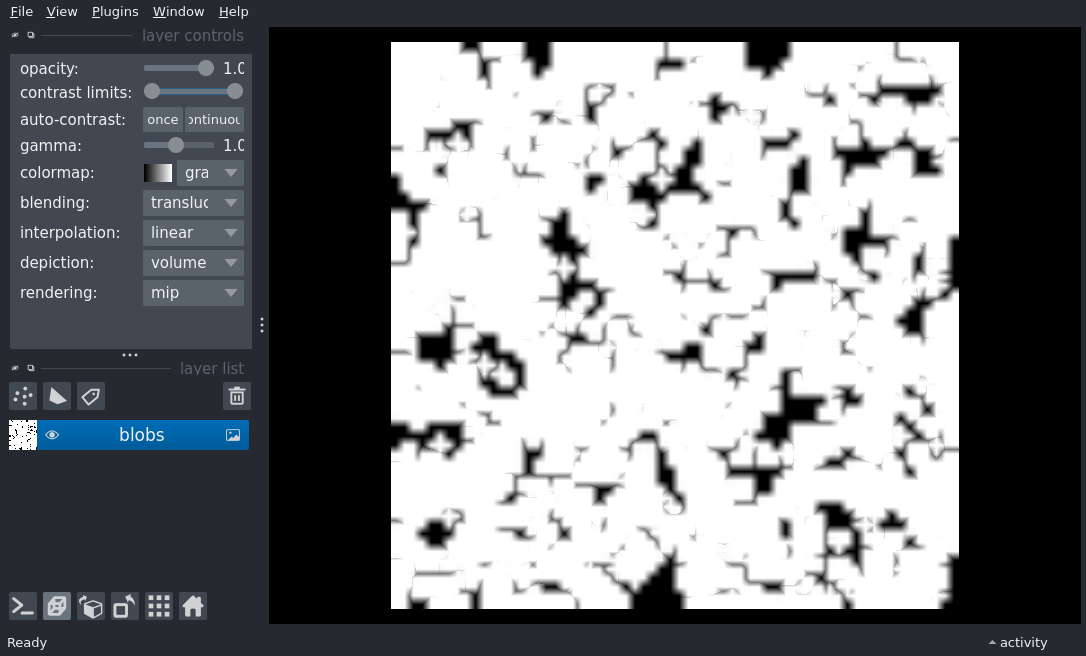 File View Plugins Window Help
layer controls
opacity: 1.0
contrast limits:
auto-contrast: once ontinuou
gamma: 1.0
colormap: gra
blending: transluc
interpolation: linear
depiction: volume
rendering: mip
layer list
blobs
Ready
activity